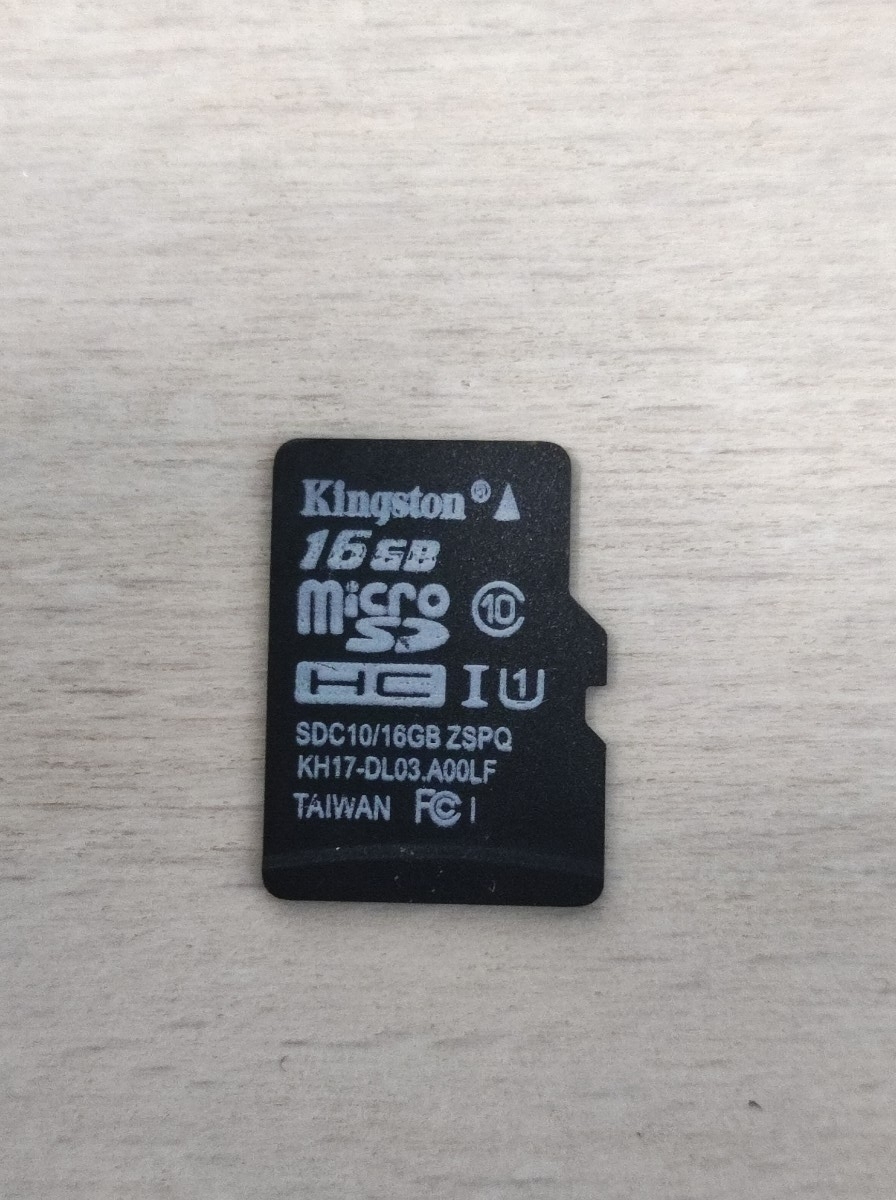 Kingston®
16GB
micro
SD 10
HC I U1
SDC10/16GB ZSPQ
KH17-DL03.A00LF
TAIWAN FC I